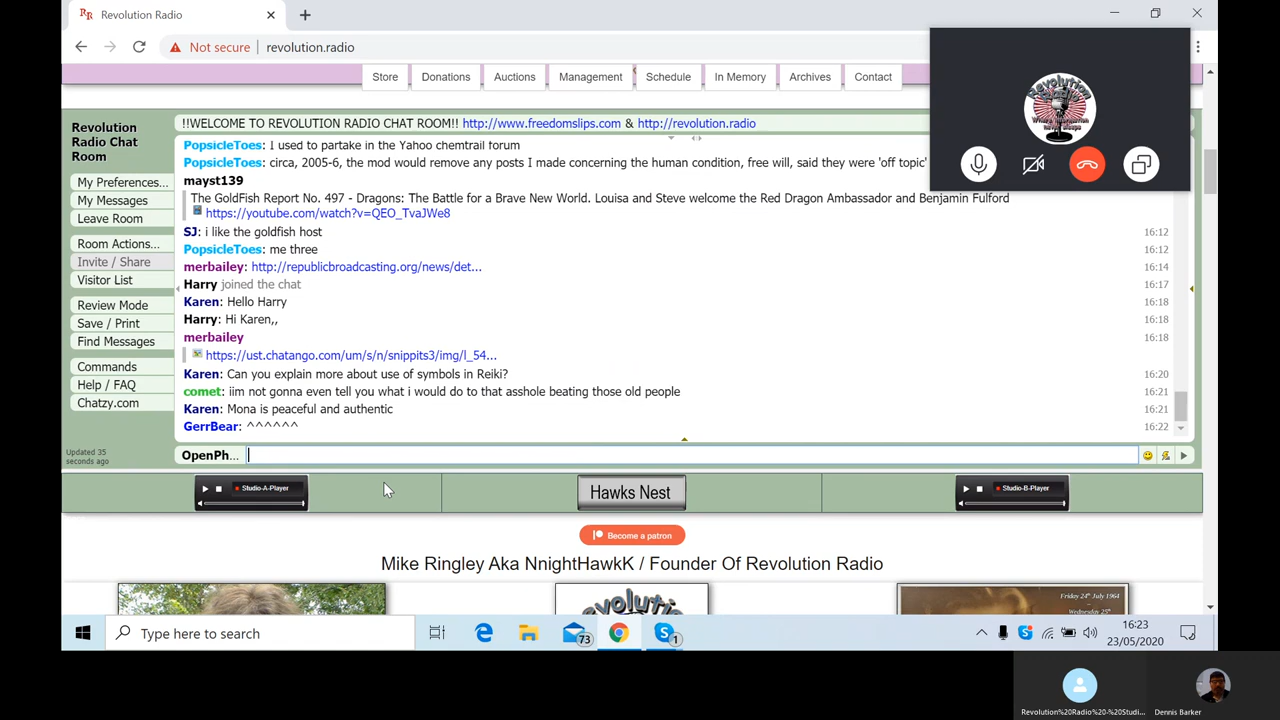 Revolution Radio
Not secure
revolution.radio
Store
Donations
Auctions
Management
Schedule
In Memory
Archives
Contact
Revolution
Radio Chat
Room
!!WELCOME TO REVOLUTION RADIO CHAT ROOM!! http://www.freedomslips.com & http://revolution.radio
PopsicleToes: I used to partake in the Yahoo chemtrail forum
PopsicleToes: circa, 2005-6, the mod would remove any posts I made concerning the human condition, free will, said they were 'off topic'
mayst139
The GoldFish Report No. 497 - Dragons: The Battle for a Brave New World. Louisa and Steve welcome the Red Dragon Ambassador and Benjamin Fulford
https://youtube.com/watch?v=QEO_TvaJWe8
SJ: i like the goldfish host 16:12
PopsicleToes: me three 16:12
merbailey: http://republicbroadcasting.org/news/det... 16:14
Harry joined the chat 16:17
Karen: Hello Harry 16:18
Harry: Hi Karen,, 16:18
merbailey 16:18
https://ust.chatango.com/um/s/n/snippits3/img/l_54...
Karen: Can you explain more about use of symbols in Reiki? 16:20
comet: iim not gonna even tell you what i would do to that asshole beating those old people 16:21
Karen: Mona is peaceful and authentic 16:21
GerrBear: ^^^^^^ 16:22
My Preferences...
My Messages
Leave Room
Room Actions...
Invite / Share
Visitor List
Review Mode
Save / Print
Find Messages
Commands
Help / FAQ
Chatzy.com
Updated 35
seconds ago
OpenPh...
Studio-A-Player
Hawks Nest
Studio-B-Player
Become a patron
Mike Ringley Aka NnightHawkK / Founder Of Revolution Radio
Friday 24th July 1964
Type here to search
73
1
16:23
23/05/2020
Revolution%20Radio%20-%20Studi...
Dennis Barker